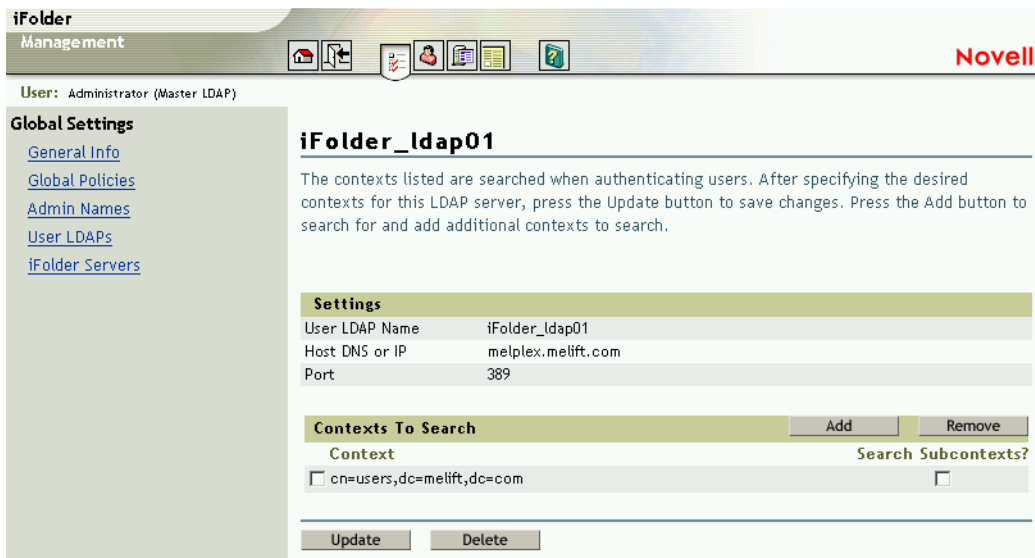 iFolder
Management
Novell
User: Administrator (Master LDAP)
Global Settings
General Info
Global Policies
Admin Names
User LDAPs
iFolder Servers
iFolder_ldap01
The contexts listed are searched when authenticating users. After specifying the desired
contexts for this LDAP server, press the Update button to save changes. Press the Add button to
search for and add additional contexts to search.
Settings
User LDAP Name iFolder_ldap01
Host DNS or IP melplex.melift.com
Port 389
Contexts To Search Add Remove
Context Search Subcontexts?
cn=users,dc=melift,dc=com
Update Delete